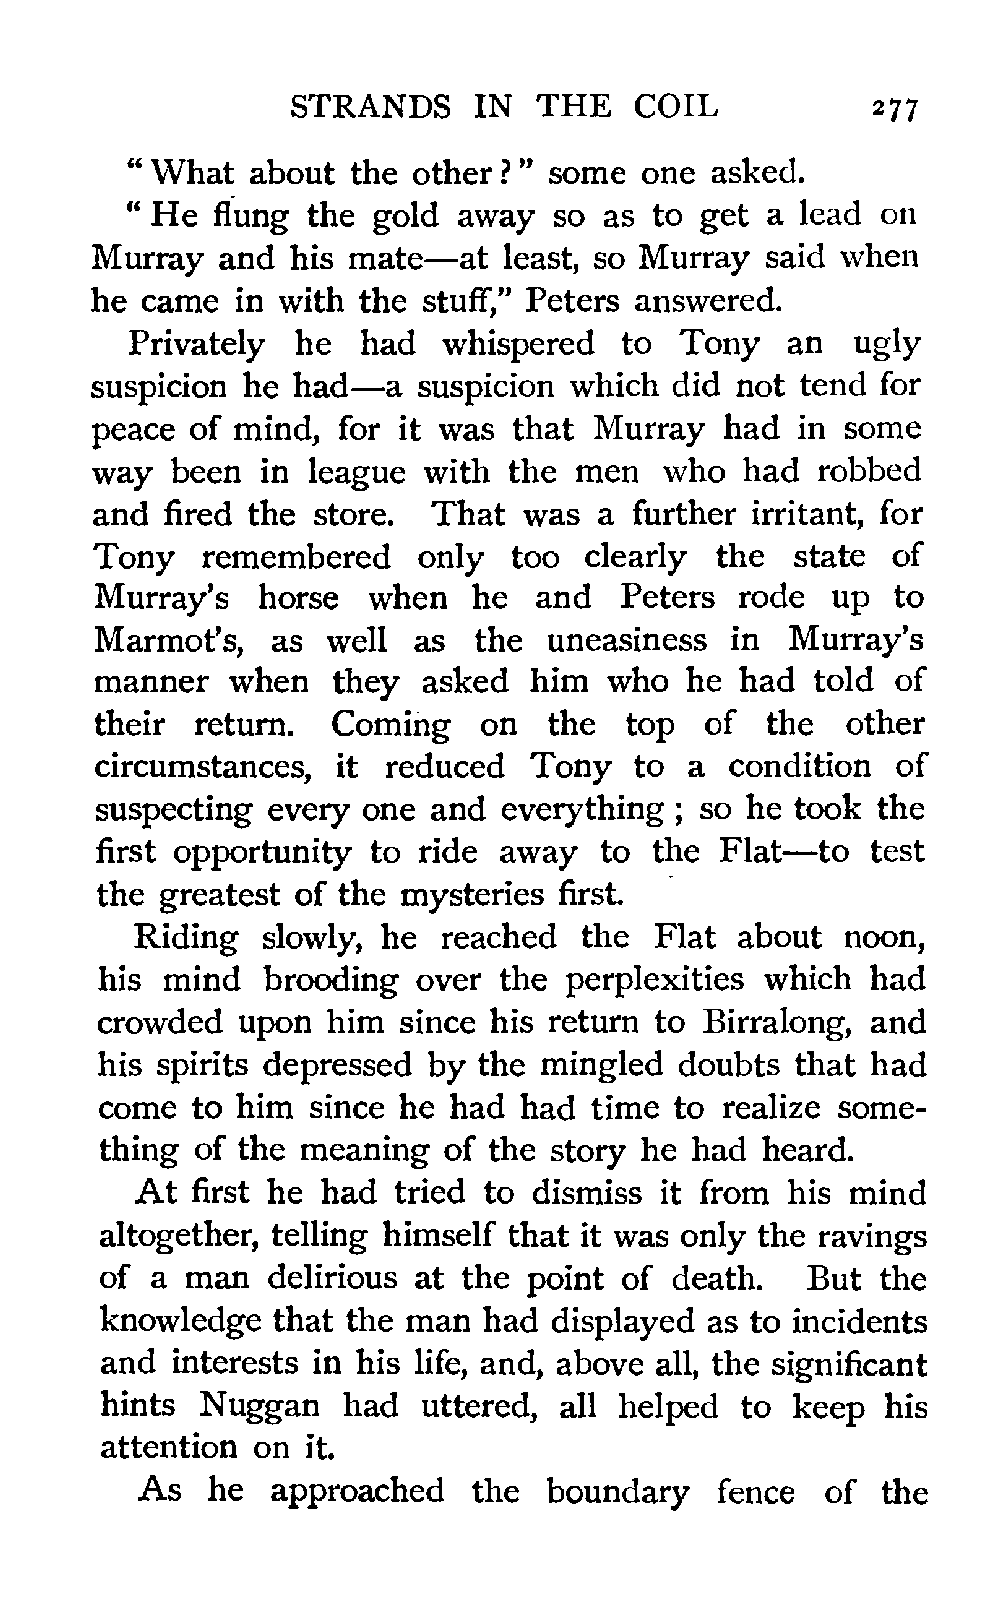 STRANDS IN THE COIL 277
“ What about the other ? ” some one asked.
“ He flung the gold away so as to get a lead on
Murray and his mate—at least, so Murray said when
he came in with the stuff,” Peters answered.
Privately he had whispered to Tony an ugly
suspicion he had—a suspicion which did not tend for
peace of mind, for it was that Murray had in some
way been in league with the men who had robbed
and fired the store. That was a further irritant, for
Tony remembered only too clearly the state of
Murray’s horse when he and Peters rode up to
Marmot’s, as well as the uneasiness in Murray’s
manner when they asked him who he had told of
their return. Coming on the top of the other
circumstances, it reduced Tony to a condition of
suspecting every one and everything ; so he took the
first opportunity to ride away to the Flat—to test
the greatest of the mysteries first.
Riding slowly, he reached the Flat about noon,
his mind brooding over the perplexities which had
crowded upon him since his return to Birralong, and
his spirits depressed by the mingled doubts that had
come to him since he had had time to realize some-
thing of the meaning of the story he had heard.
At first he had tried to dismiss it from his mind
altogether, telling himself that it was only the ravings
of a man delirious at the point of death. But the
knowledge that the man had displayed as to incidents
and interests in his life, and, above all, the significant
hints Nuggan had uttered, all helped to keep his
attention on it.
As he approached the boundary fence of the